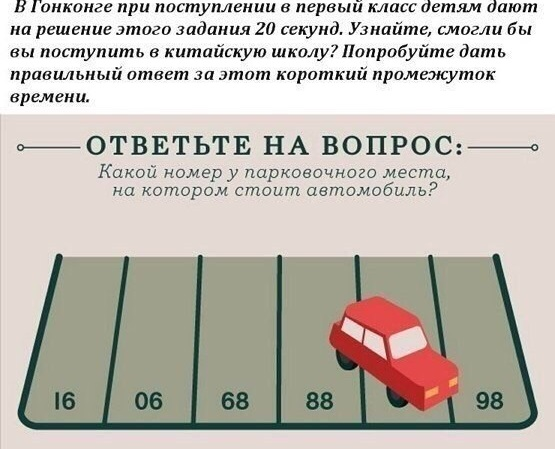 В Гонконге при поступлении в первый класс детям дают
на решение этого задания 20 секунд. Узнайте, смогли бы
вы поступить в китайскую школу? Попробуйте дать
правильный ответ за этот короткий промежуток
времени.
ОТВЕТЬТЕ НА ВОПРОС:
Какой номер у парковочного места,
на котором стоит автомобиль?
16 06 68 88 98